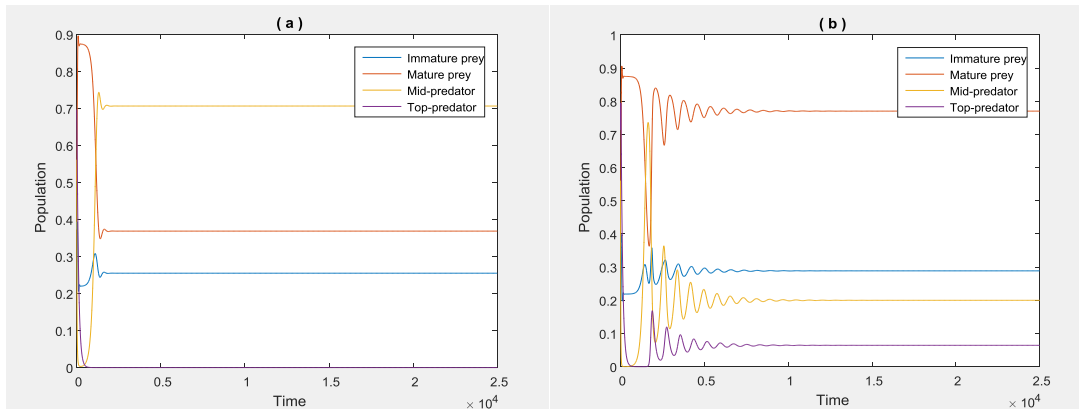 ( a )
0.9
0.8
0.7
0.6
0.5
0.4
0.3
0.2
0.1
0
Population
0 0.5 1 1.5 2 2.5
Time
× 10^4
Immature prey
Mature prey
Mid-predator
Top-predator
( b )
1
0.9
0.8
0.7
0.6
0.5
0.4
0.3
0.2
0.1
0
Population
0 0.5 1 1.5 2 2.5
Time
× 10^4
Immature prey
Mature prey
Mid-predator
Top-predator